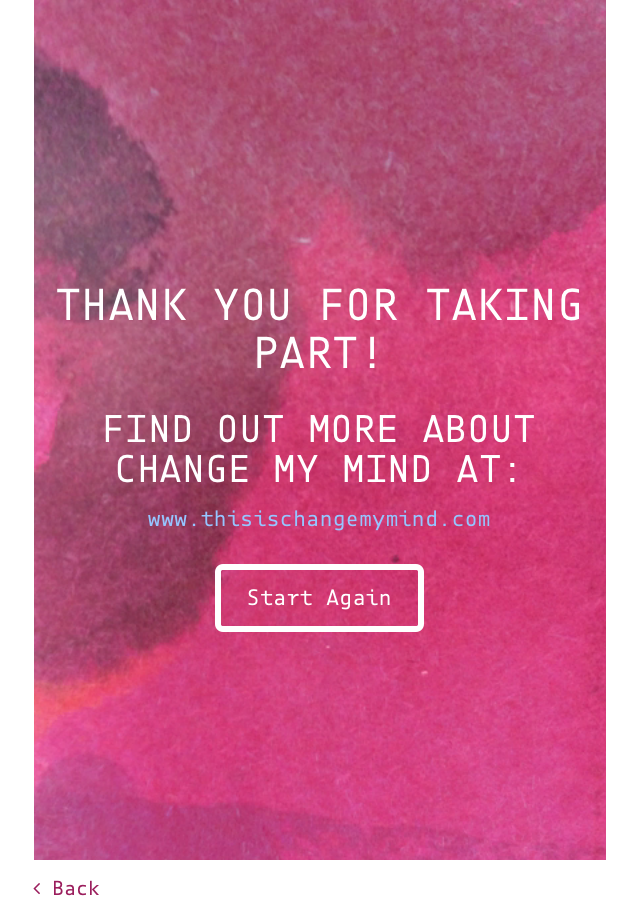 THANK YOU FOR TAKING
PART!
FIND OUT MORE ABOUT
CHANGE MY MIND AT:
www.thisischangemymind.com
Start Again
‹ Back